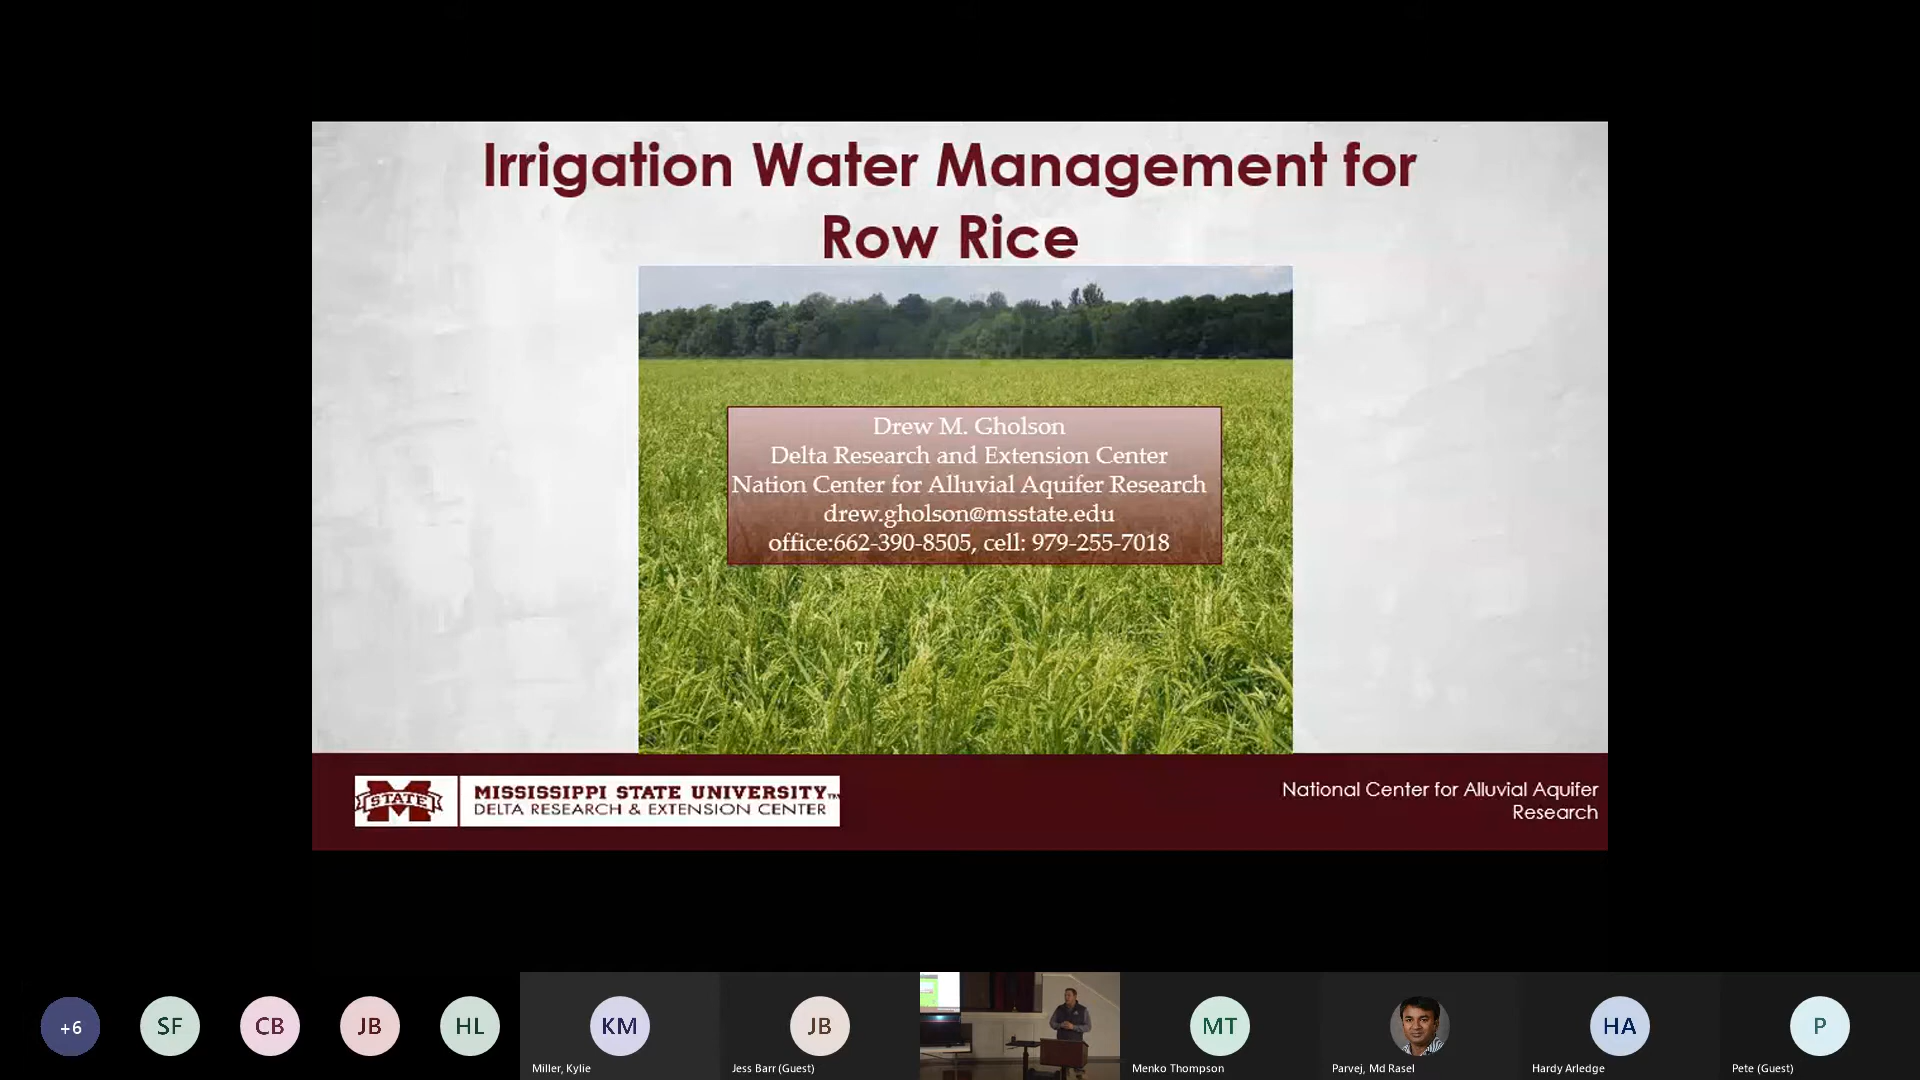 Irrigation Water Management for
Row Rice
Drew M. Gholson
Delta Research and Extension Center
Nation Center for Alluvial Aquifer Research
drew.gholson@msstate.edu
office:662-390-8505, cell: 979-255-7018
STATE
MISSISSIPPI STATE UNIVERSITY™
DELTA RESEARCH & EXTENSION CENTER
National Center for Alluvial Aquifer
Research
+6
SF
CB
JB
HL
KM
Miller, Kylie
JB
Jess Barr (Guest)
MT
Menko Thompson
Parvej, Md Rasel
HA
Hardy Arledge
P
Pete (Guest)